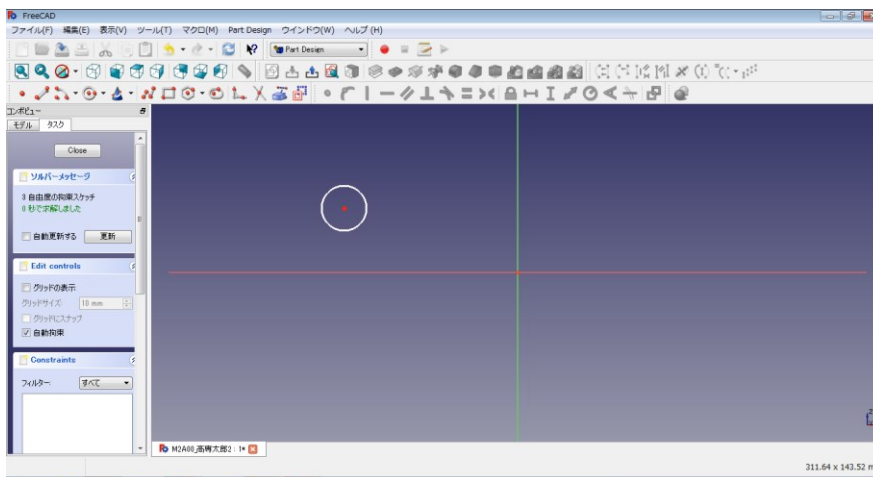 FreeCAD
ファイル(F) 編集(E) 表示(V) ツール(T) マクロ(M) Part Design ウインドウ(W) ヘルプ(H)
Part Design
コンボビュー
モデル タスク
Close
ソルバーメッセージ
3 自由度の拘束スケッチ
0 秒で求解しました
自動更新する 更新
Edit controls
グリッドの表示
グリッドサイズ: 10 mm
グリッドにスナップ
自動拘束
Constraints
フィルター: すべて
M2A00_高専太郎2 : 1*
311.64 x 143.52 m